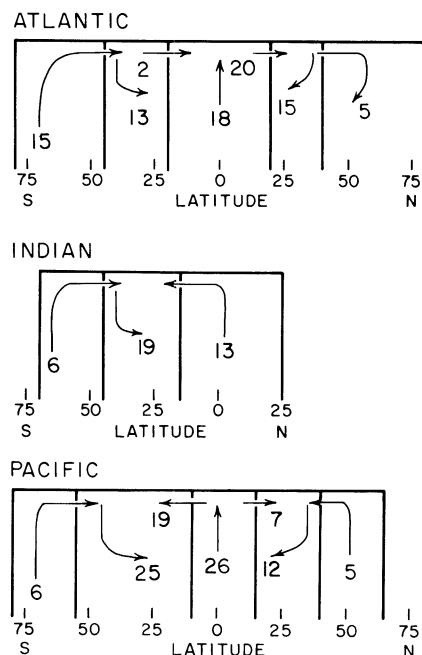 ATLANTIC
2 20
13 18 15 5
15
75 50 25 0 25 50 75
S LATITUDE N
INDIAN
6 19 13
75 50 25 0 25
S LATITUDE N
PACIFIC
19 7
25 26 12 5
6
75 50 25 0 25 50 75
S LATITUDE N